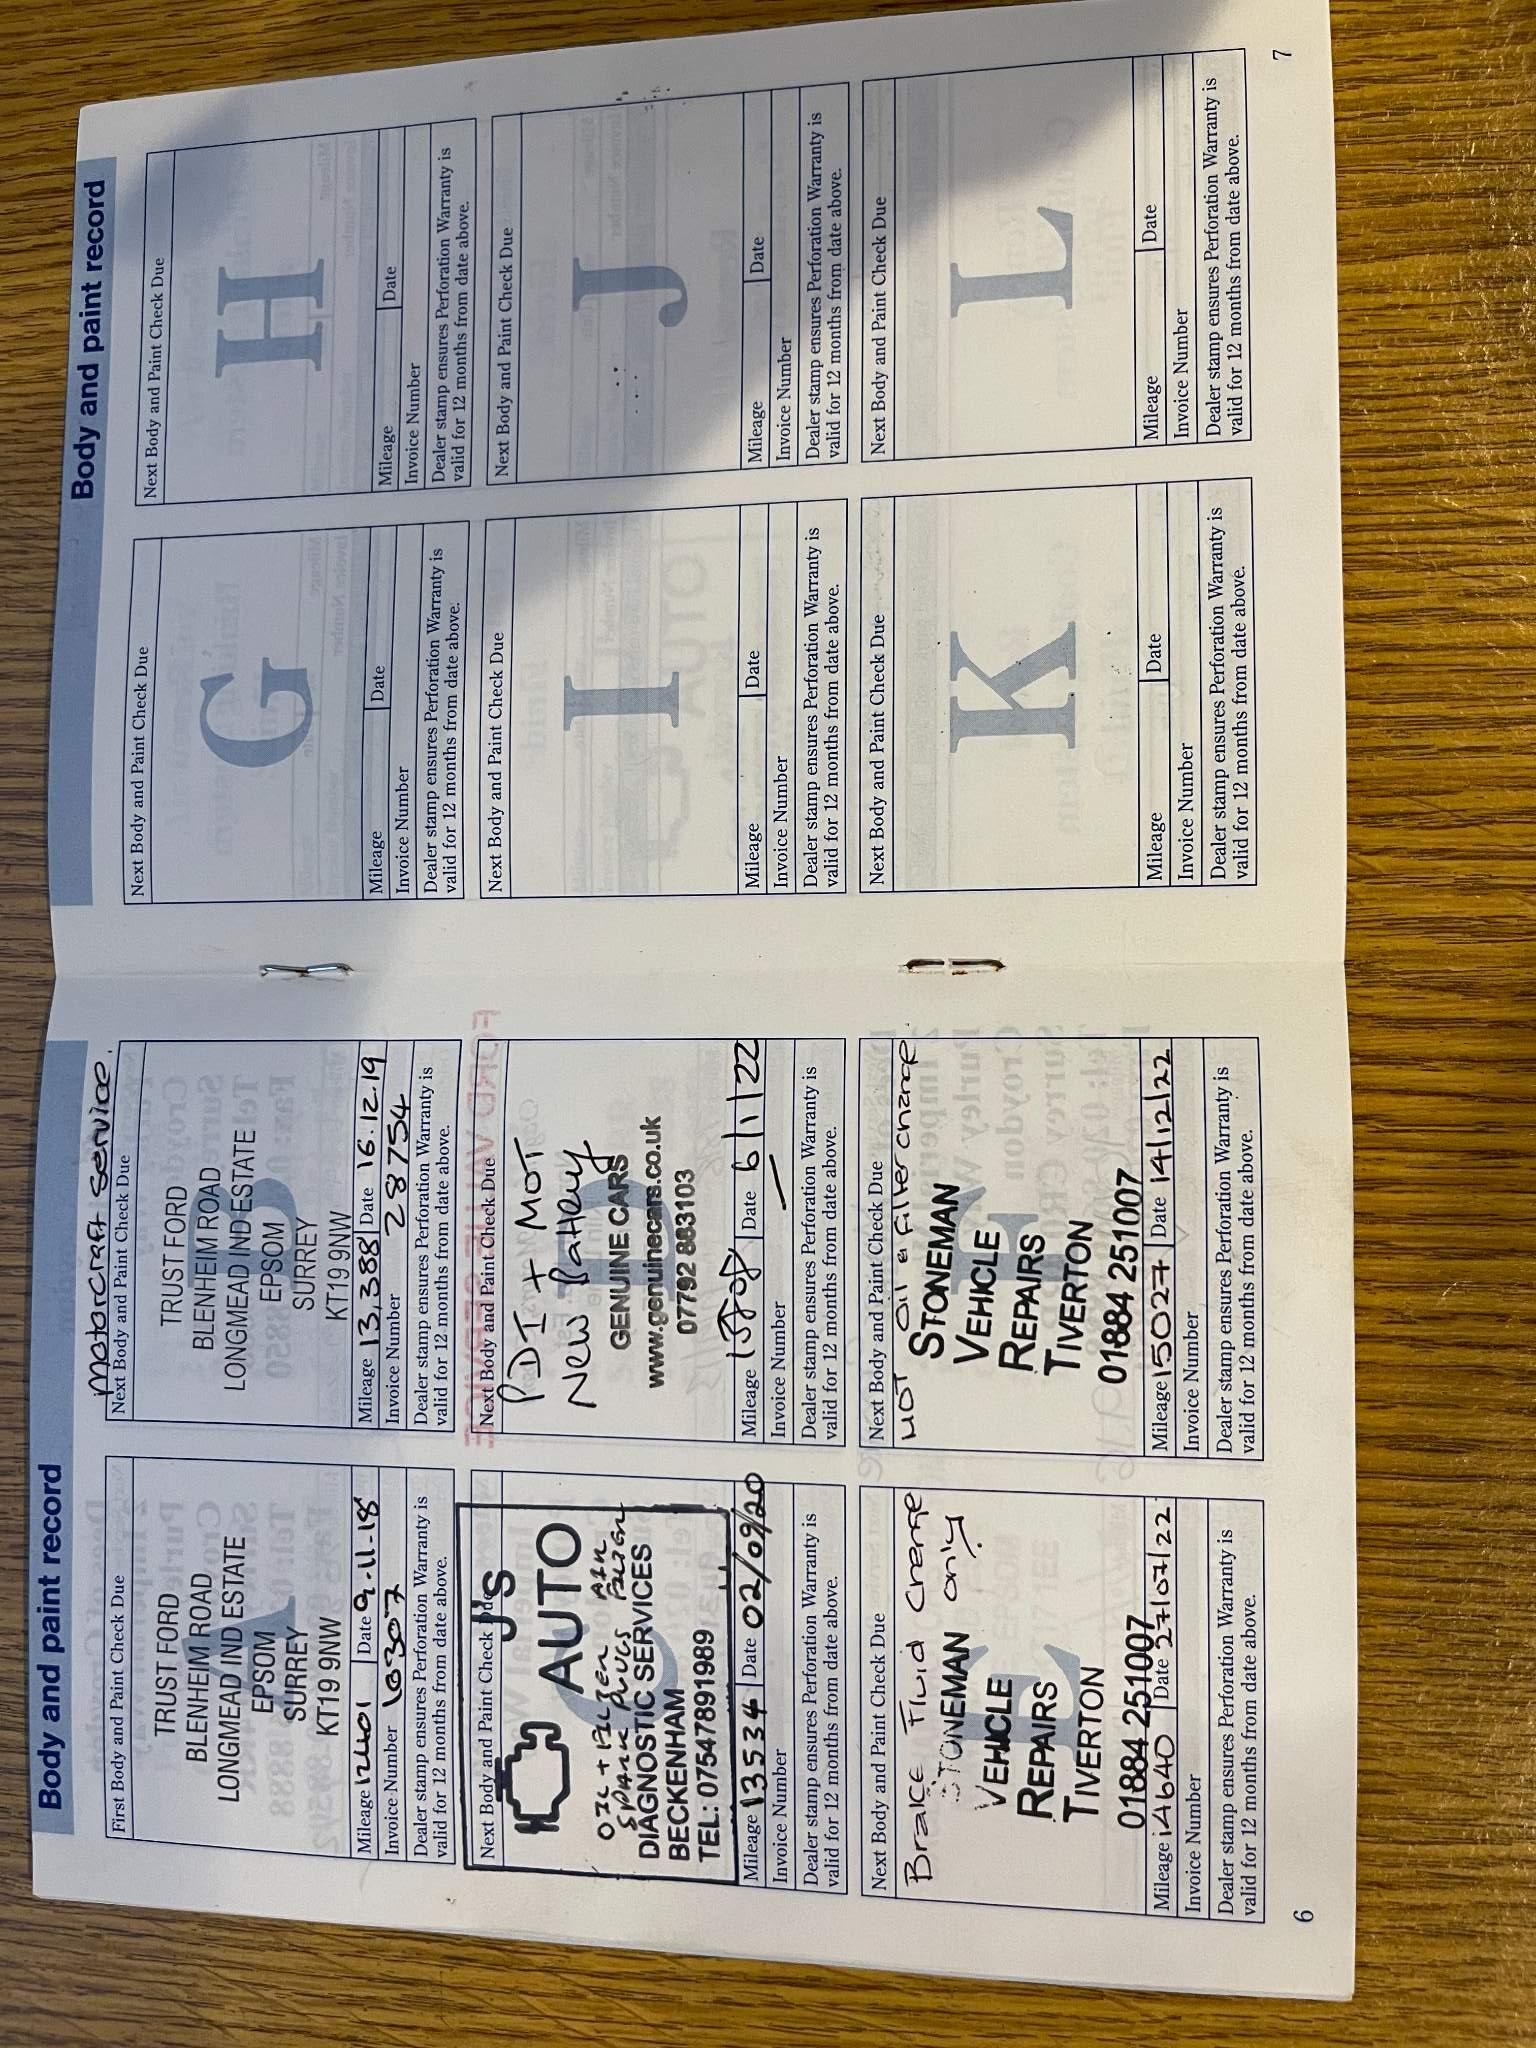 Body and paint record
First Body and Paint Check Due
A
TRUST FORD
BLENHEIM ROAD
LONGMEAD IND ESTATE
EPSOM
SURREY
KT19 9NW
Mileage 12401 Date 9.11.18
Invoice Number 10307
Dealer stamp ensures Perforation Warranty is
valid for 12 months from date above.
Motorcraft service.
Next Body and Paint Check Due
TRUST FORD
BLENHEIM ROAD
LONGMEAD IND ESTATE
EPSOM
SURREY
KT19 9NW
Mileage 13,388 Date 16.12.19
Invoice Number 28754
Dealer stamp ensures Perforation Warranty is
valid for 12 months from date above.
Next Body and Paint Check Due
C
J's
AUTO
OIL + FILTER AIR
SPARK PLUGS FILTER
DIAGNOSTIC SERVICES
BECKENHAM
TEL: 07547891989
Mileage 13534 Date 02/09/20
Invoice Number
Dealer stamp ensures Perforation Warranty is
valid for 12 months from date above.
FORD VALUE SERVICE
Next Body and Paint Check Due
PDI + MOT
New Battery
D
GENUINE CARS
www.genuinecars.co.uk
07792 883103
Mileage Date 6/1/22
Invoice Number —
Dealer stamp ensures Perforation Warranty is
valid for 12 months from date above.
Next Body and Paint Check Due
Brake Fluid Change
only
E
STONEMAN
VEHICLE
REPAIRS
TIVERTON
01884 251007
Mileage 14640 Date 27/07/22
Invoice Number
Dealer stamp ensures Perforation Warranty is
valid for 12 months from date above.
Next Body and Paint Check Due
MOT Oil & Filter change.
F
STONEMAN
VEHICLE
REPAIRS
TIVERTON
01884 251007
Mileage 15027 Date 14/12/22
Invoice Number
Dealer stamp ensures Perforation Warranty is
valid for 12 months from date above.
6
Body and paint record
Next Body and Paint Check Due
G
Mileage Date
Invoice Number
Dealer stamp ensures Perforation Warranty is
valid for 12 months from date above.
Next Body and Paint Check Due
H
Mileage Date
Invoice Number
Dealer stamp ensures Perforation Warranty is
valid for 12 months from date above.
Next Body and Paint Check Due
I
Mileage Date
Invoice Number
Dealer stamp ensures Perforation Warranty is
valid for 12 months from date above.
Next Body and Paint Check Due
J
Mileage Date
Invoice Number
Dealer stamp ensures Perforation Warranty is
valid for 12 months from date above.
Next Body and Paint Check Due
K
Mileage Date
Invoice Number
Dealer stamp ensures Perforation Warranty is
valid for 12 months from date above.
Next Body and Paint Check Due
L
Mileage Date
Invoice Number
Dealer stamp ensures Perforation Warranty is
valid for 12 months from date above.
7